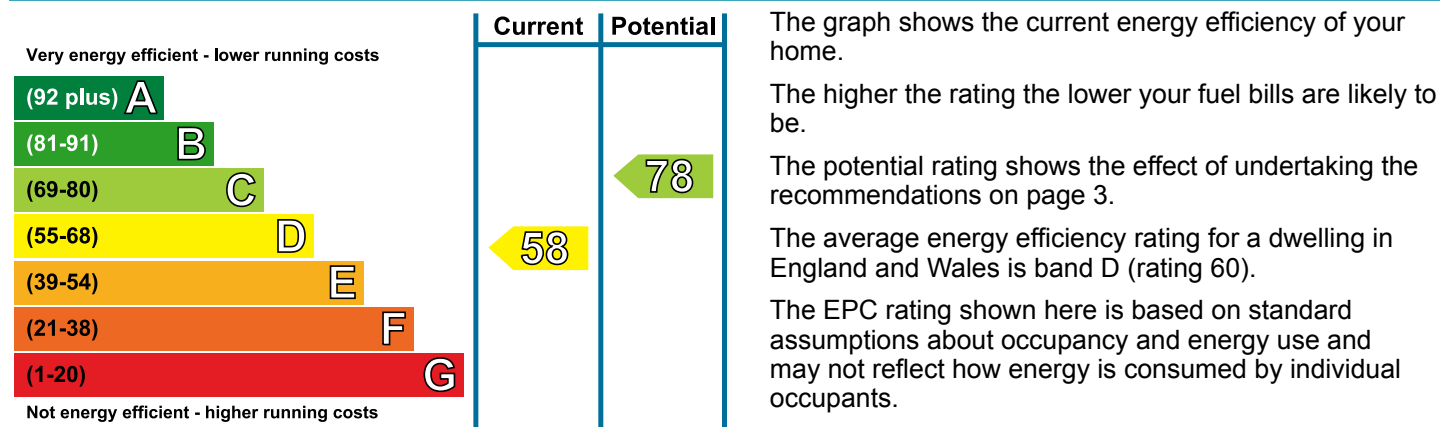 Current Potential
Very energy efficient - lower running costs
(92 plus) A
(81-91) B
(69-80) C
(55-68) D
(39-54) E
(21-38) F
(1-20) G
Not energy efficient - higher running costs
58
78
The graph shows the current energy efficiency of your
home.
The higher the rating the lower your fuel bills are likely to
be.
The potential rating shows the effect of undertaking the
recommendations on page 3.
The average energy efficiency rating for a dwelling in
England and Wales is band D (rating 60).
The EPC rating shown here is based on standard
assumptions about occupancy and energy use and
may not reflect how energy is consumed by individual
occupants.